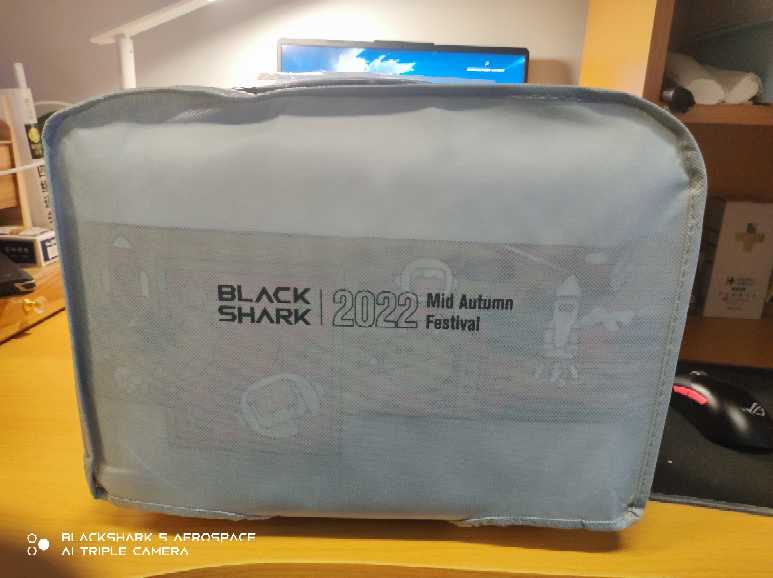 BLACK
SHARK
2022
Mid Autumn
Festival
BLACKSHARK 5 AEROSPACE
AI TRIPLE CAMERA